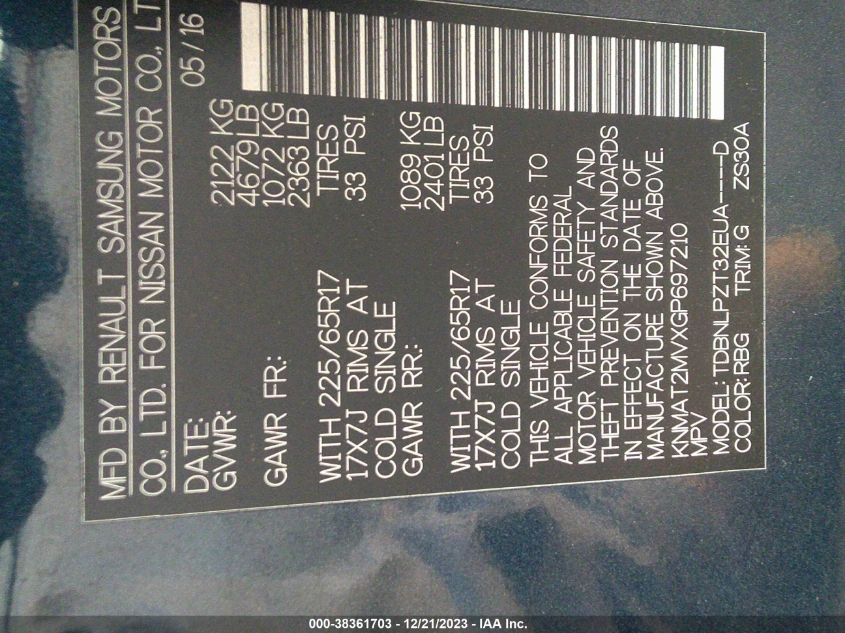 MFD BY RENAULT SAMSUNG MOTORS
CO., LTD. FOR NISSAN MOTOR CO., LT
DATE: 05 / 16
GVWR: 2122 KG
4679 LB
GAWR FR.: 1072 KG
2363 LB
WITH 225/65R17 TIRES
17X7J RIMS AT 33 PSI
COLD SINGLE
GAWR RR.: 1089 KG
2401 LB
WITH 225/65R17 TIRES
17X7J RIMS AT 33 PSI
COLD SINGLE
THIS VEHICLE CONFORMS TO
ALL APPLICABLE FEDERAL
MOTOR VEHICLE SAFETY AND
THEFT PREVENTION STANDARDS
IN EFFECT ON THE DATE OF
MANUFACTURE SHOWN ABOVE.
KNMAT2MVXGP697210
MPV
MODEL: TDBNLPZT32EUA----D
COLOR: RBG TRIM: G ZS30A
000-38361703 - 12/21/2023 - IAA Inc.